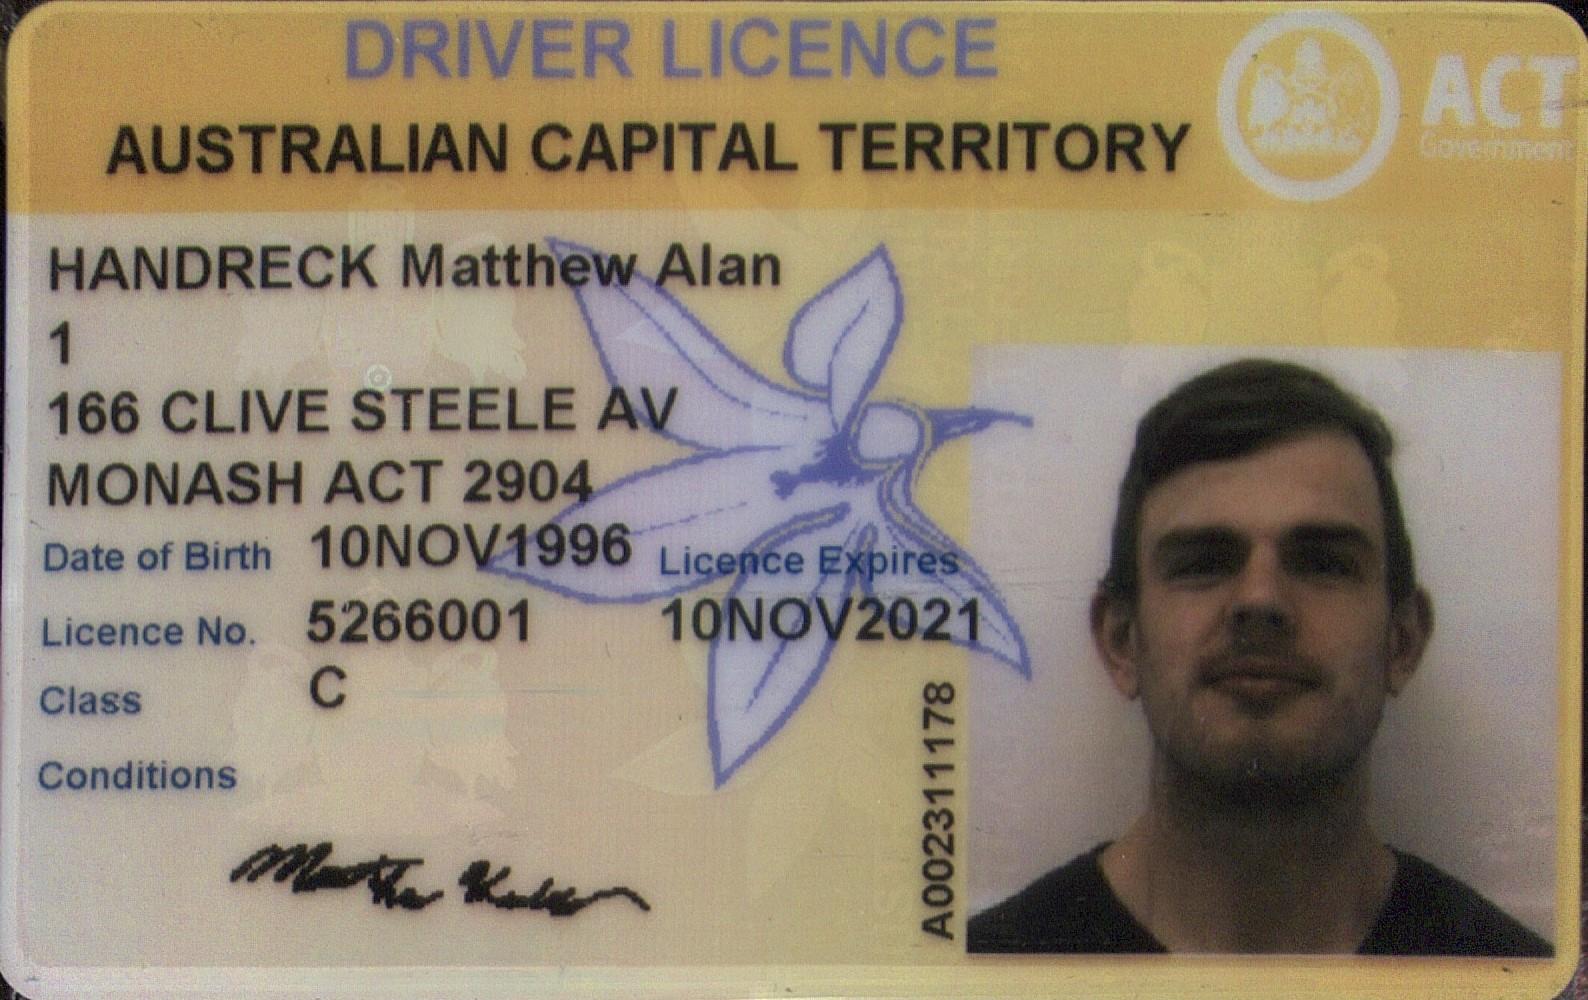 DRIVER LICENCE
ACT
Government
AUSTRALIAN CAPITAL TERRITORY
HANDRECK Matthew Alan
1
166 CLIVE STEELE AV
MONASH ACT 2904
Date of Birth 10NOV1996 Licence Expires
Licence No. 5266001 10NOV2021
Class C
Conditions
A002311178